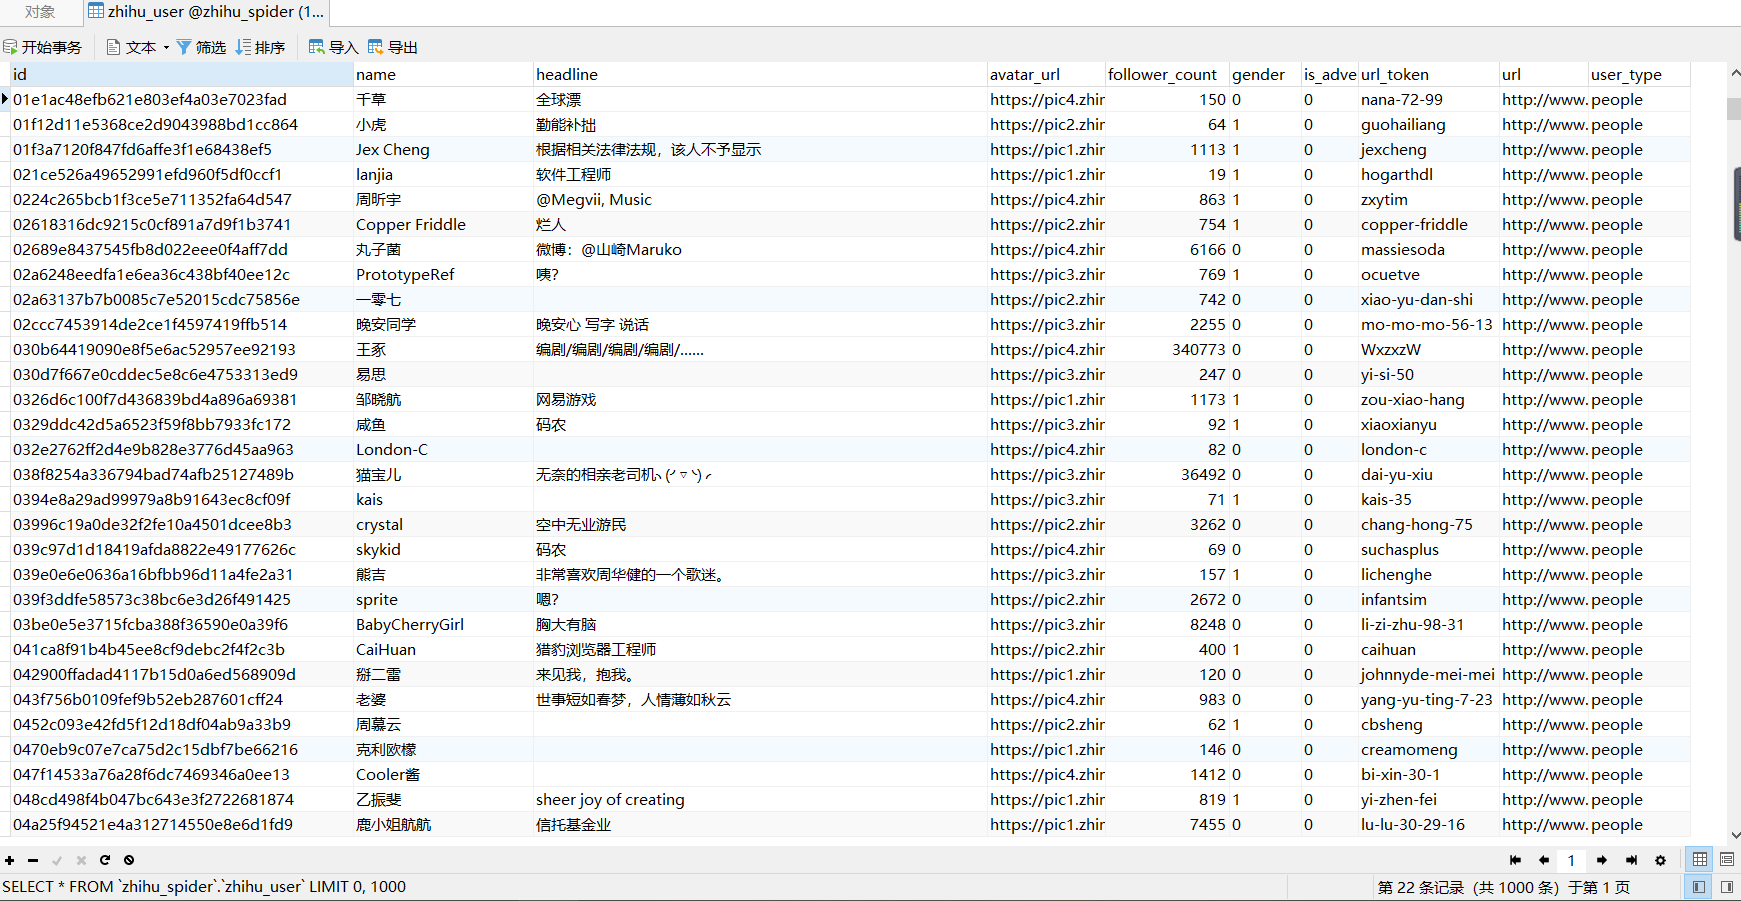 对象 zhihu_user @zhihu_spider (1...
开始事务 文本 筛选 排序 导入 导出
id name headline avatar_url follower_count gender is_adve url_token url user_type
01e1ac48efb621e803ef4a03e7023fad 千草 全球漂 https://pic4.zhir 150 0 0 nana-72-99 http://www. people
01f12d11e5368ce2d9043988bd1cc864 小虎 勤能补拙 https://pic2.zhir 64 1 0 guohailiang http://www. people
01f3a7120f847fd6affe3f1e68438ef5 Jex Cheng 根据相关法律法规，该人不予显示 https://pic1.zhir 1113 1 0 jexcheng http://www. people
021ce526a49652991efd960f5df0ccf1 lanjia 软件工程师 https://pic1.zhir 19 1 0 hogarthdl http://www. people
0224c265bcb1f3ce5e711352fa64d547 周昕宇 @Megvii, Music https://pic4.zhir 863 1 0 zxytim http://www. people
02618316dc9215c0cf891a7d9f1b3741 Copper Friddle 烂人 https://pic2.zhir 754 1 0 copper-friddle http://www. people
02689e8437545fb8d022eee0f4aff7dd 丸子菌 微博：@山崎Maruko https://pic4.zhir 6166 0 0 massiesoda http://www. people
02a6248eedfa1e6ea36c438bf40ee12c PrototypeRef 咦？ https://pic3.zhir 769 1 0 ocuetve http://www. people
02a63137b7b0085c7e52015cdc75856e 一零七 https://pic2.zhir 742 0 0 xiao-yu-dan-shi http://www. people
02ccc7453914de2ce1f4597419ffb514 晚安同学 晚安心 写字 说话 https://pic3.zhir 2255 0 0 mo-mo-mo-56-13 http://www. people
030b64419090e8f5e6ac52957ee92193 王豖 编剧/编剧/编剧/编剧/…… https://pic4.zhir 340773 0 0 WxzxzW http://www. people
030d7f667e0cddec5e8c6e4753313ed9 易思 https://pic3.zhir 247 0 0 yi-si-50 http://www. people
0326d6c100f7d436839bd4a896a69381 邹晓航 网易游戏 https://pic1.zhir 1173 1 0 zou-xiao-hang http://www. people
0329ddc42d5a6523f59f8bb7933fc172 咸鱼 码农 https://pic3.zhir 92 1 0 xiaoxianyu http://www. people
032e2762ff2d4e9b828e3776d45aa963 London-C https://pic4.zhir 82 0 0 london-c http://www. people
038f8254a336794bad74afb25127489b 猫宝儿 无奈的相亲老司机╮(╯▽╰)╭ https://pic3.zhir 36492 0 0 dai-yu-xiu http://www. people
0394e8a29ad99979a8b91643ec8cf09f kais https://pic3.zhir 71 1 0 kais-35 http://www. people
03996c19a0de32f2fe10a4501dcee8b3 crystal 空中无业游民 https://pic2.zhir 3262 0 0 chang-hong-75 http://www. people
039c97d1d18419afda8822e49177626c skykid 码农 https://pic4.zhir 69 0 0 suchasplus http://www. people
039e0e6e0636a16bfbb96d11a4fe2a31 熊吉 非常喜欢周华健的一个歌迷。 https://pic3.zhir 157 1 0 lichenghe http://www. people
039f3ddfe58573c38bc6e3d26f491425 sprite 嗯？ https://pic2.zhir 2672 0 0 infantsim http://www. people
03be0e5e3715fcba388f36590e0a39f6 BabyCherryGirl 胸大有脑 https://pic3.zhir 8248 0 0 li-zi-zhu-98-31 http://www. people
041ca8f91b4b45ee8cf9debc2f4f2c3b CaiHuan 猎豹浏览器工程师 https://pic2.zhir 400 1 0 caihuan http://www. people
042900ffadad4117b15d0a6ed568909d 掰二雷 来见我，抱我。 https://pic1.zhir 120 0 0 johnnyde-mei-mei http://www. people
043f756b0109fef9b52eb287601cff24 老婆 世事短如春梦，人情薄如秋云 https://pic4.zhir 983 0 0 yang-yu-ting-7-23 http://www. people
0452c093e42fd5f12d18df04ab9a33b9 周慕云 https://pic2.zhir 62 1 0 cbsheng http://www. people
0470eb9c07e7ca75d2c15dbf7be66216 克利欧檬 https://pic1.zhir 146 0 0 creamomeng http://www. people
047f14533a76a28f6dc7469346a0ee13 Cooler酱 https://pic4.zhir 1412 0 0 bi-xin-30-1 http://www. people
048cd498f4b047bc643e3f2722681874 乙振斐 sheer joy of creating https://pic1.zhir 819 1 0 yi-zhen-fei http://www. people
04a25f94521e4a312714550e8e6d1fd9 鹿小姐航航 信托基金业 https://pic1.zhir 7455 0 0 lu-lu-30-29-16 http://www. people
1
SELECT * FROM `zhihu_spider`.`zhihu_user` LIMIT 0, 1000 第 22 条记录（共 1000 条）于第 1 页